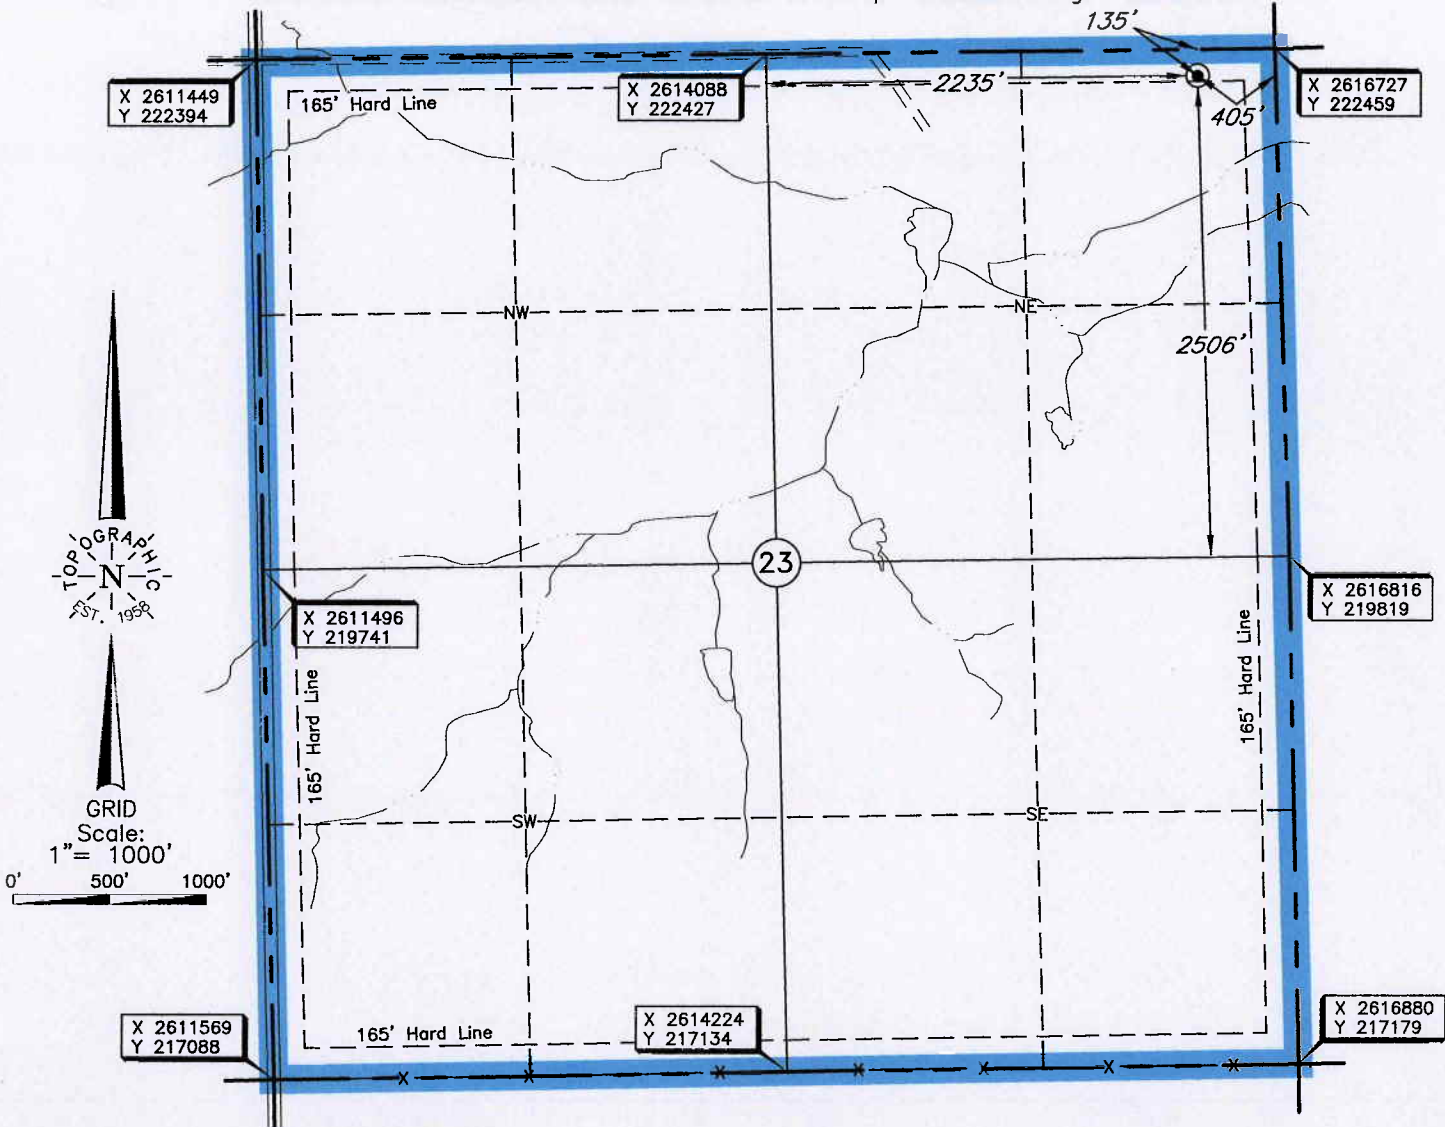 135'
X 2611449
Y 222394
165' Hard Line
X 2614088
Y 222427
2235'
405'
X 2616727
Y 222459
NW
NE
2506'
TOPOGRAPHIC
N
EST. 1958
23
X 2611496
Y 219741
X 2616816
Y 219819
165' Hard Line
165' Hard Line
GRID
Scale:
1"= 1000'
0' 500' 1000'
SW
SE
X 2611569
Y 217088
165' Hard Line
X 2614224
Y 217134
X 2616880
Y 217179
X X X X X X X